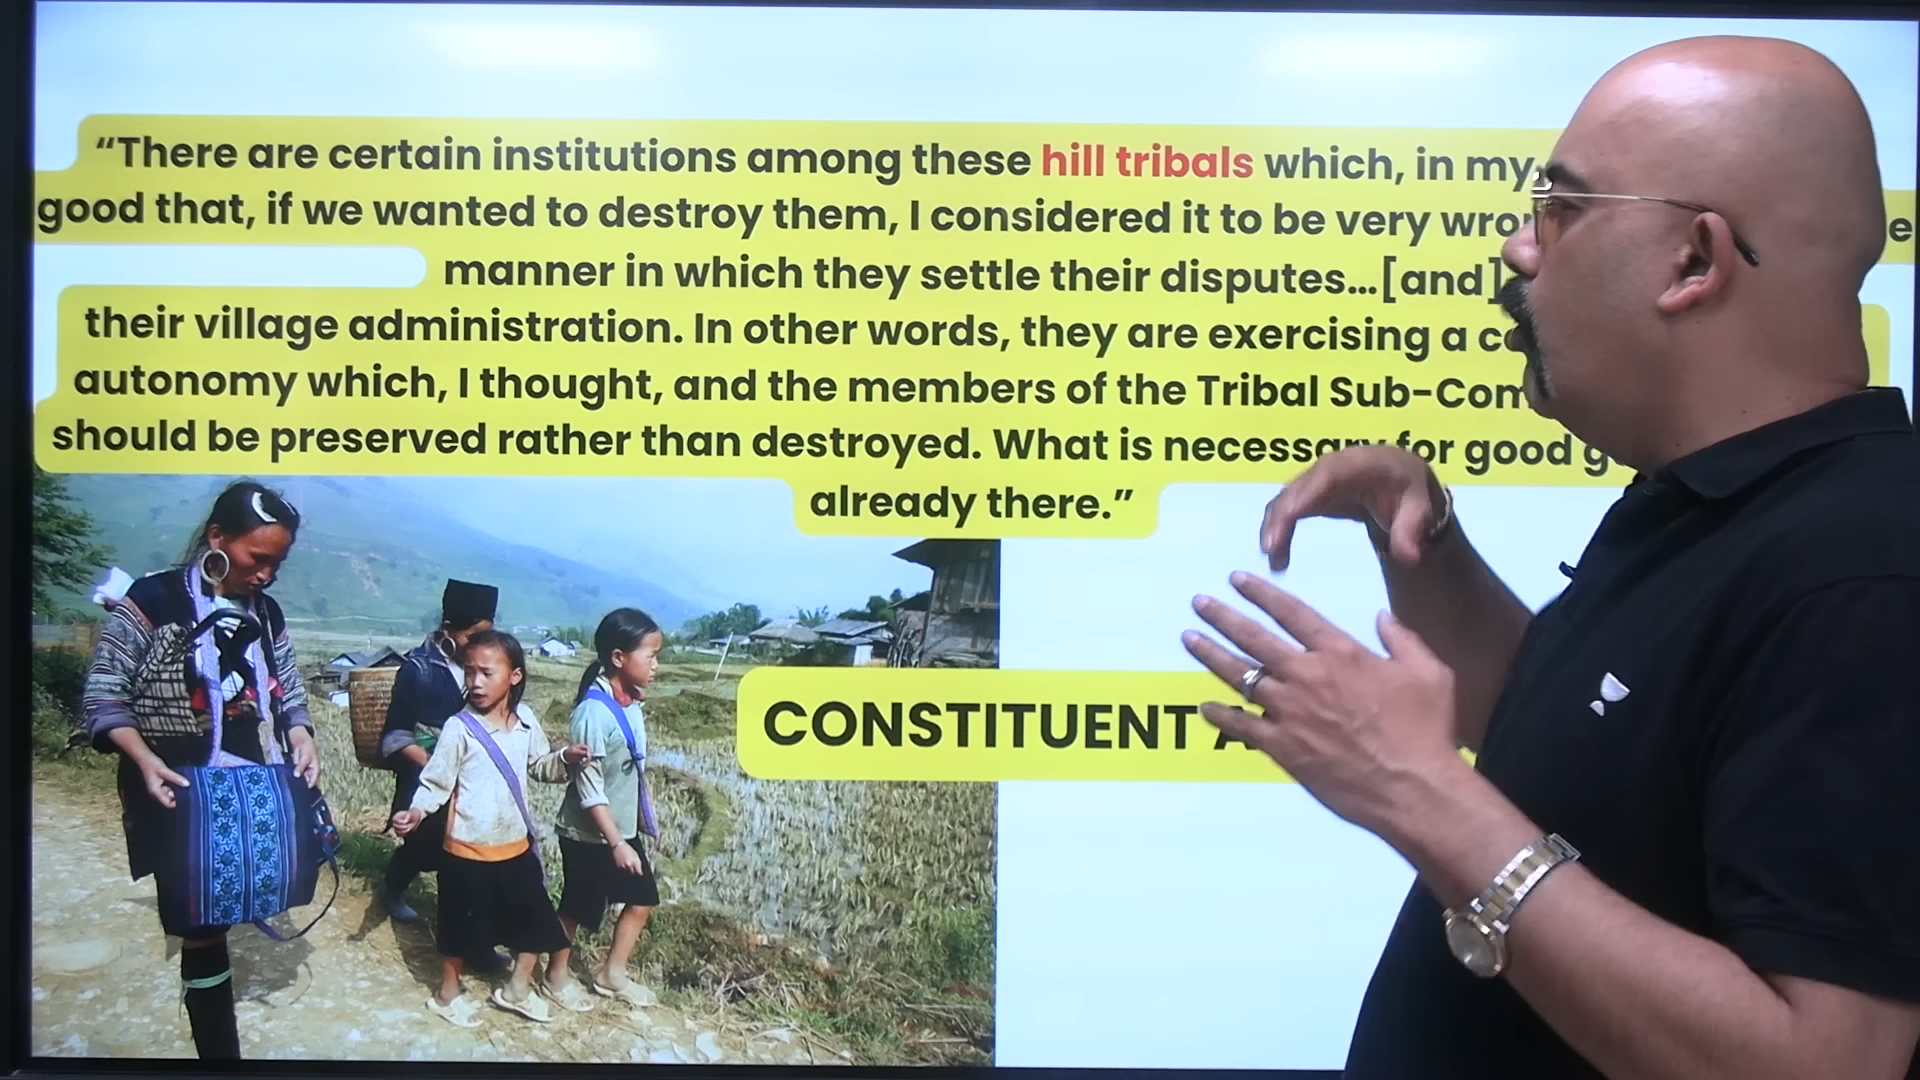 “There are certain institutions among these hill tribals which, in my
good that, if we wanted to destroy them, I considered it to be very
manner in which they settle their disputes...[and]
their village administration. In other words, they are exercising a
autonomy which, I thought, and the members of the Tribal
should be preserved rather than destroyed. What is necessary for good
already there.”
CONSTITUENT